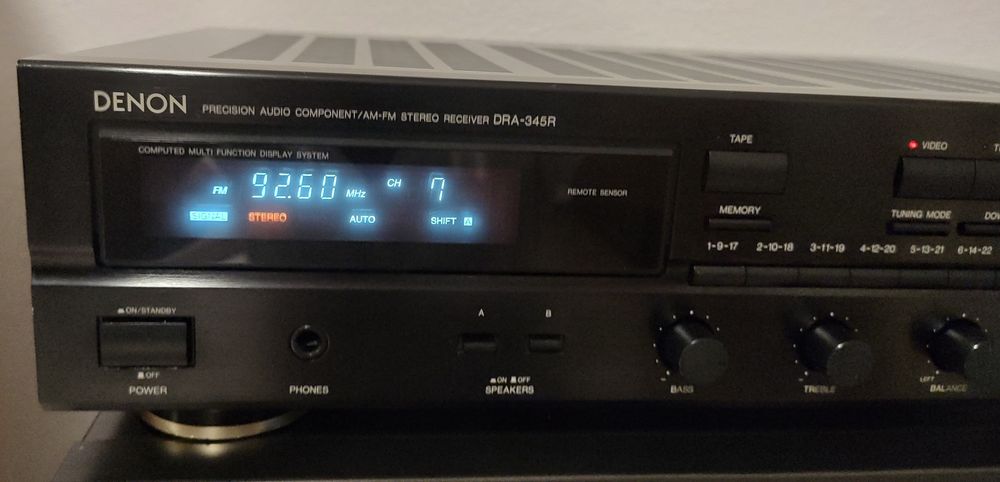 DENON PRECISION AUDIO COMPONENT/AM-FM STEREO RECEIVER DRA-345R
COMPUTED MULTI FUNCTION DISPLAY SYSTEM
FM 92.60 MHz CH 7
SIGNAL STEREO AUTO SHIFT A
REMOTE SENSOR
TAPE
VIDEO
MEMORY
TUNING MODE
1-9-17 2-10-18 3-11-19 4-12-20 5-13-21 6-14-22
ON/STANDBY
OFF
POWER
PHONES
A B
ON OFF
SPEAKERS
BASS
TREBLE
LEFT
BALANCE